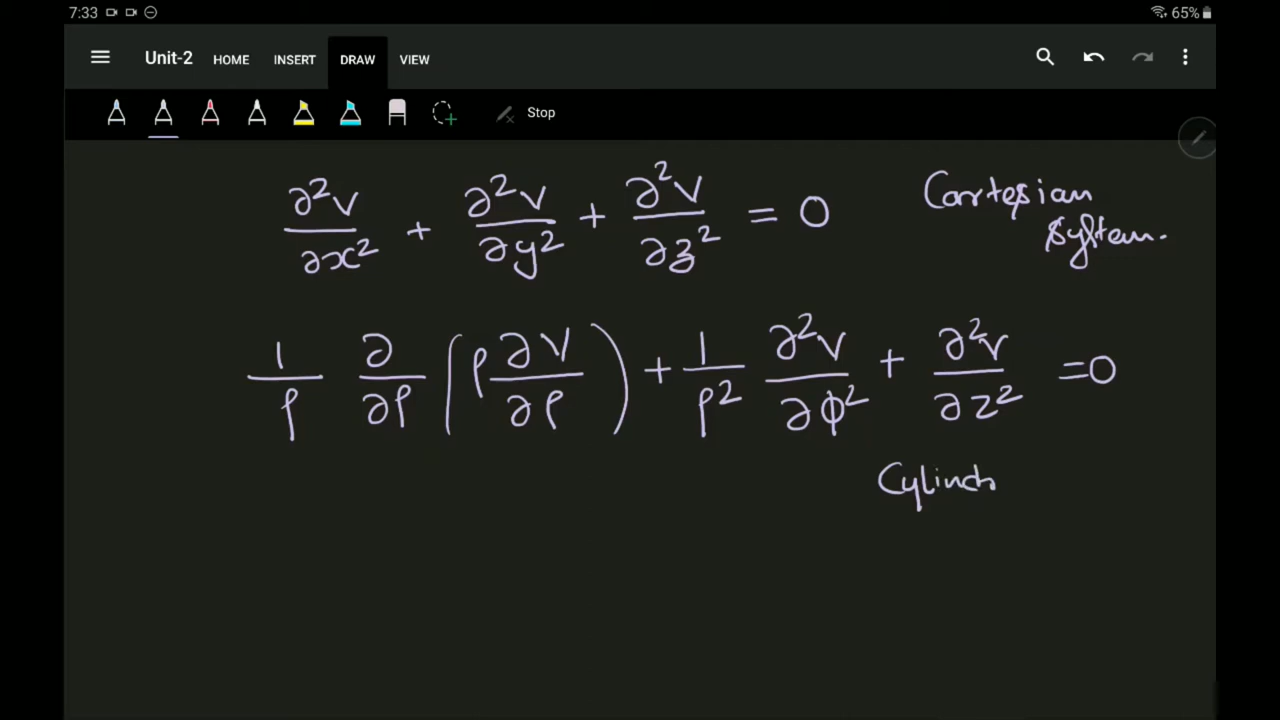 7:33 65%
Unit-2 HOME INSERT DRAW VIEW
Stop
∂²V/∂x² + ∂²V/∂y² + ∂²V/∂z² = 0 Cartesian
System.
1/ρ ∂/∂ρ (ρ ∂V/∂ρ) + 1/ρ² ∂²V/∂φ² + ∂²V/∂z² = 0
Cylind